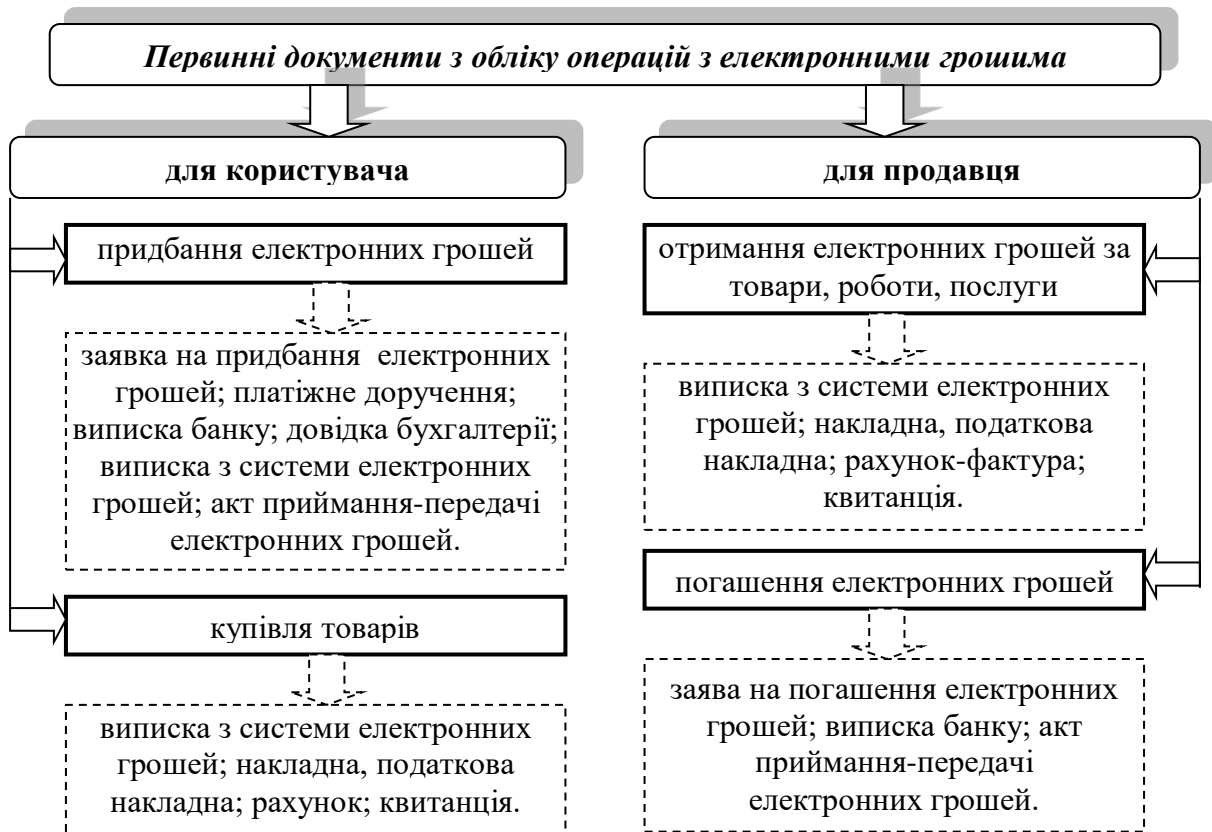 Первинні документи з обліку операцій з електронними грошима
для користувача
придбання електронних грошей
заявка на придбання електронних
грошей; платіжне доручення;
виписка банку; довідка бухгалтерії;
виписка з системи електронних
грошей; акт приймання-передачі
електронних грошей.
купівля товарів
виписка з системи електронних
грошей; накладна, податкова
накладна; рахунок; квитанція.
для продавця
отримання електронних грошей за
товари, роботи, послуги
виписка з системи електронних
грошей; накладна, податкова
накладна; рахунок-фактура;
квитанція.
погашення електронних грошей
заява на погашення електронних
грошей; виписка банку; акт
приймання-передачі
електронних грошей.